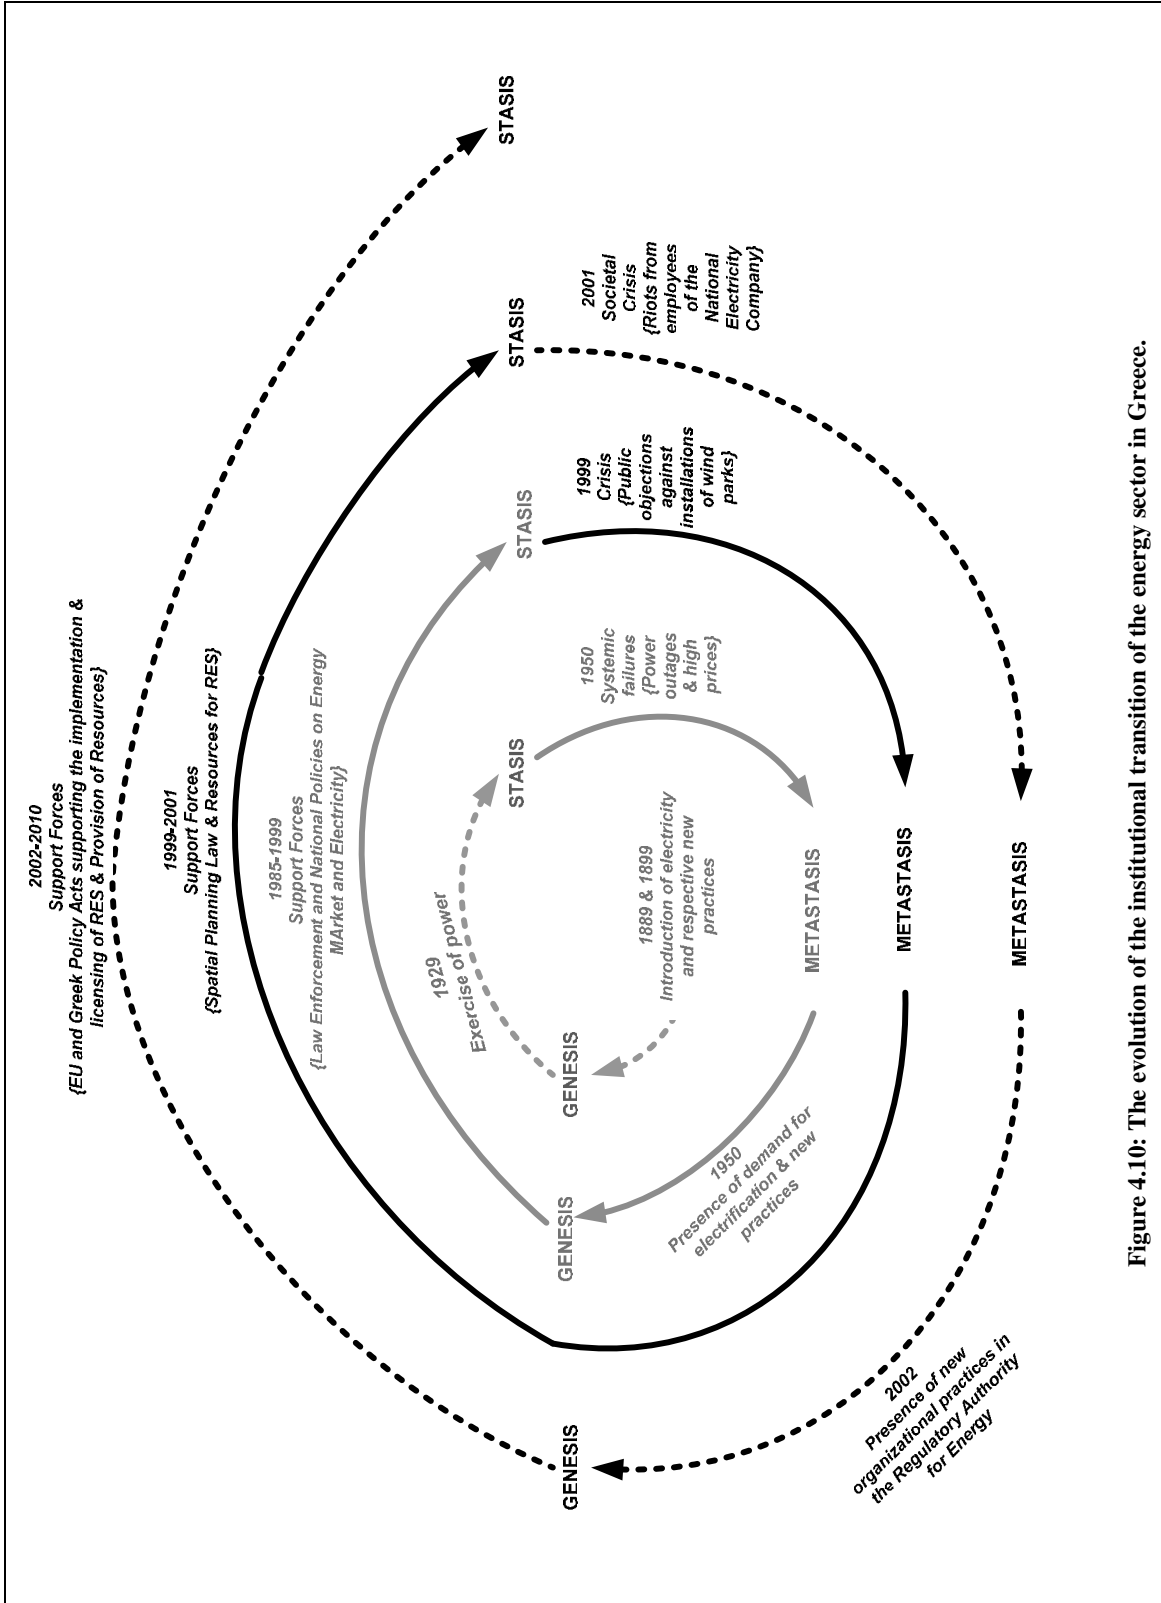 2002-2010
Support Forces
{EU and Greek Policy Acts supporting the implementation &
licensing of RES & Provision of Resources}
1999-2001
Support Forces
{Spatial Planning Law & Resources for RES}
1985-1999
Support Forces
{Law Enforcement and National Policies on Energy
MArket and Electricity}
1929
Exercise of power
GENESIS
GENESIS
GENESIS
STASIS
STASIS
STASIS
STASIS
1889 & 1899
Introduction of electricity
and respective new
practices
1950
Systemic
failures
{Power
outages
& high
prices}
1999
Crisis
{Public
objections
against
installations
of wind
parks}
2001
Societal
Crisis
{Riots from
employees
of the
National
Electricity
Company}
METASTASIS
METASTASIS
METASTASIS
1950
Presence of demand for
electrification & new
practices
2002
Presence of new
organizational practices in
the Regulatory Authority
for Energy
Figure 4.10: The evolution of the institutional transition of the energy sector in Greece.